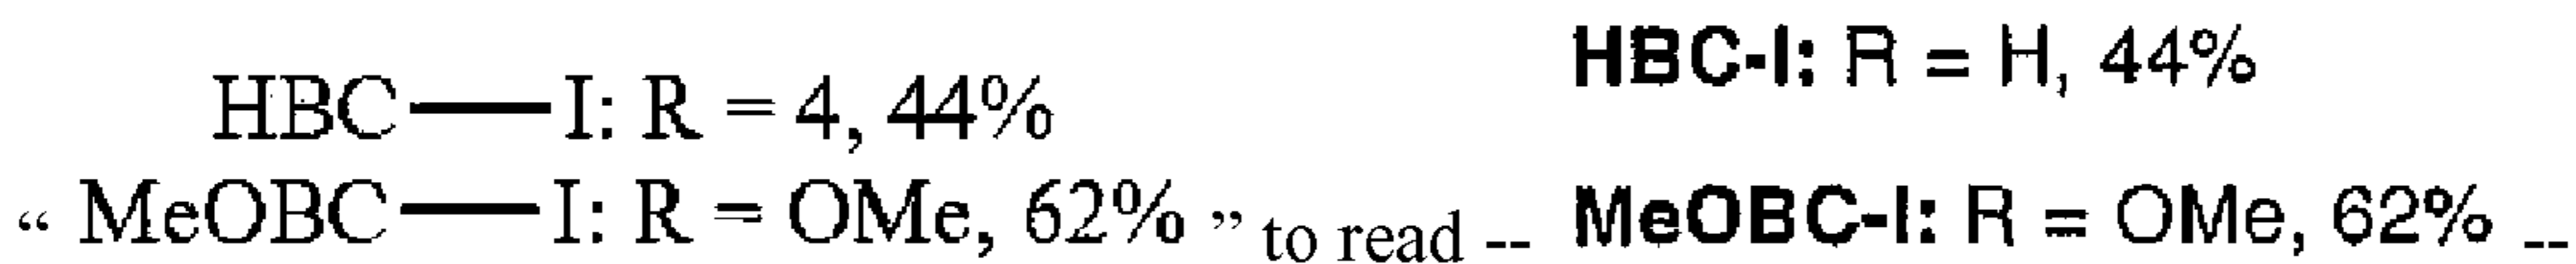 HBC—I: R = 4, 44%
“ MeOBC—I: R = OMe, 62% ” to read --
HBC-I: R = H, 44%
MeOBC-I: R = OMe, 62% --